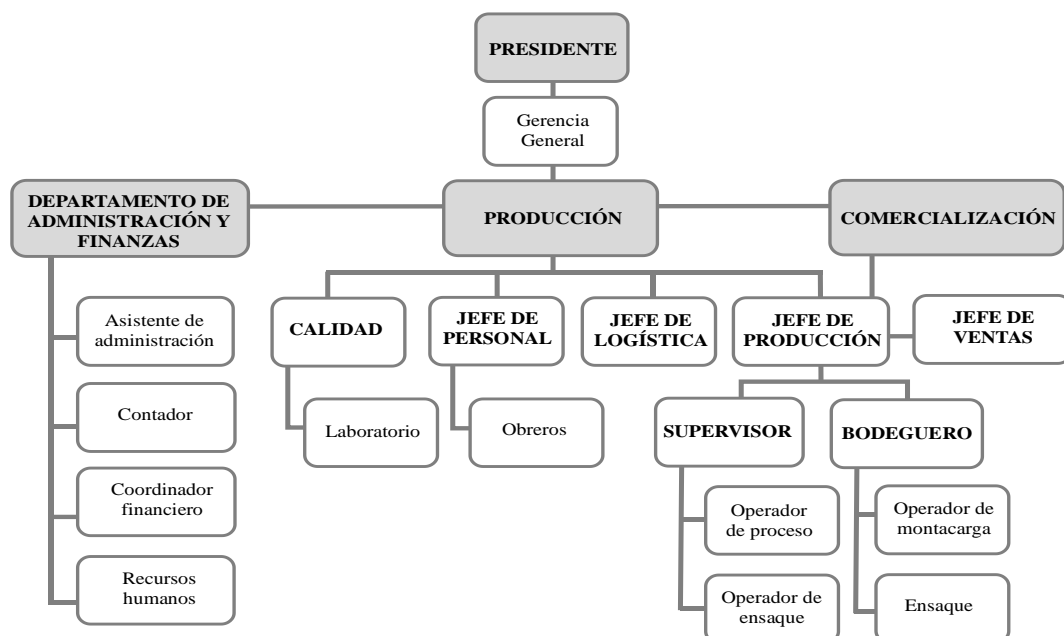 PRESIDENTE
Gerencia
General
DEPARTAMENTO DE
ADMINISTRACIÓN Y
FINANZAS
PRODUCCIÓN
COMERCIALIZACIÓN
Asistente de
administración
Contador
Coordinador
financiero
Recursos
humanos
CALIDAD
Laboratorio
JEFE DE
PERSONAL
Obreros
JEFE DE
LOGÍSTICA
JEFE DE
PRODUCCIÓN
JEFE DE
VENTAS
SUPERVISOR
Operador
de proceso
Operador de
ensaque
BODEGUERO
Operador de
montacarga
Ensaque